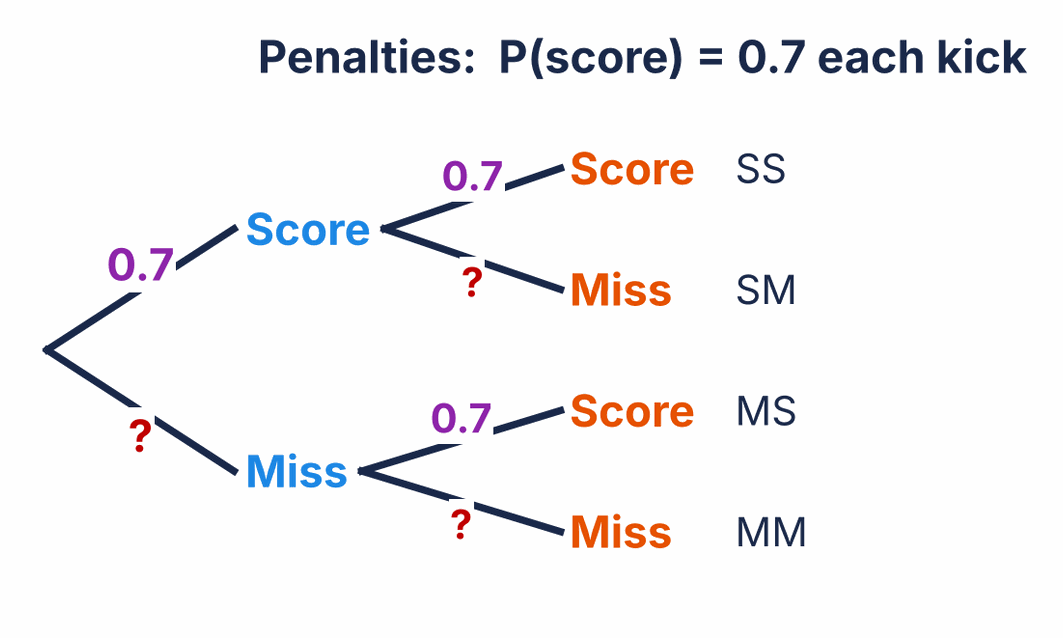 Penalties: P(score) = 0.7 each kick
0.7 Score SS
0.7 Score
? Miss SM
0.7 Score MS
? Miss
? Miss MM